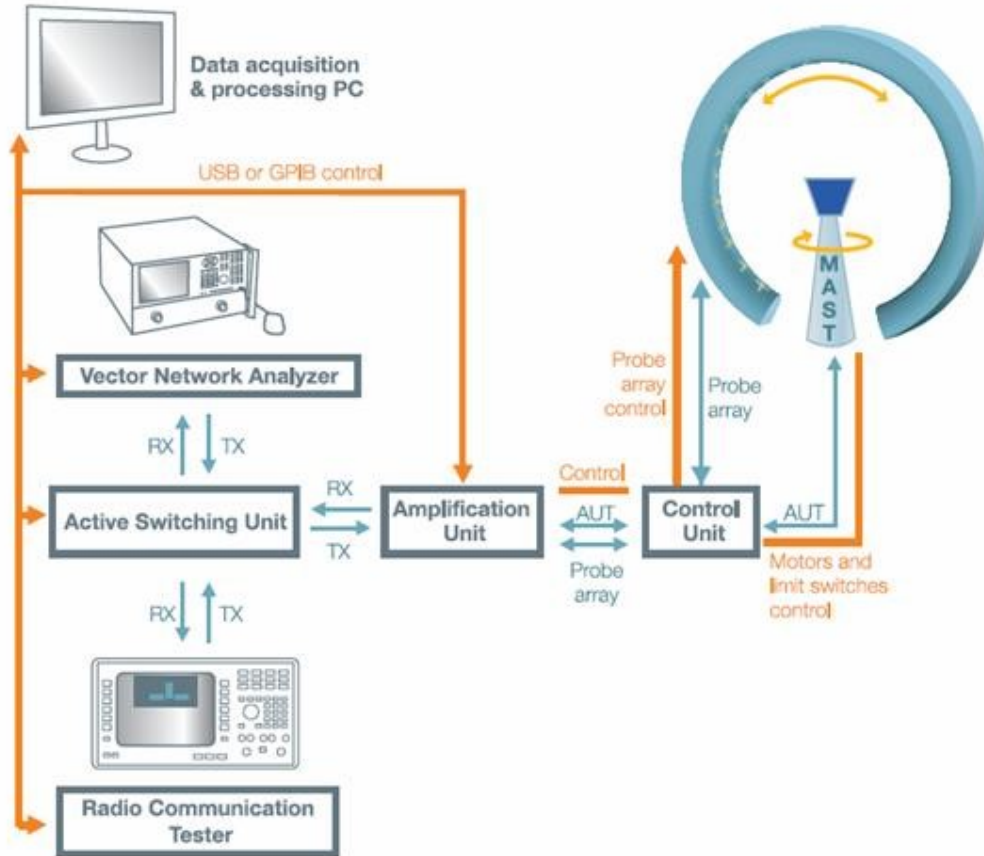 Data acquisition
& processing PC
USB or GPIB control
Vector Network Analyzer
RX
TX
Active Switching Unit
RX
TX
Amplification
Unit
Control
AUT
Probe
array
Control
Unit
Probe
array
control
Probe
array
MAST
AUT
Motors and
limit switches
control
RX
TX
Radio Communication
Tester